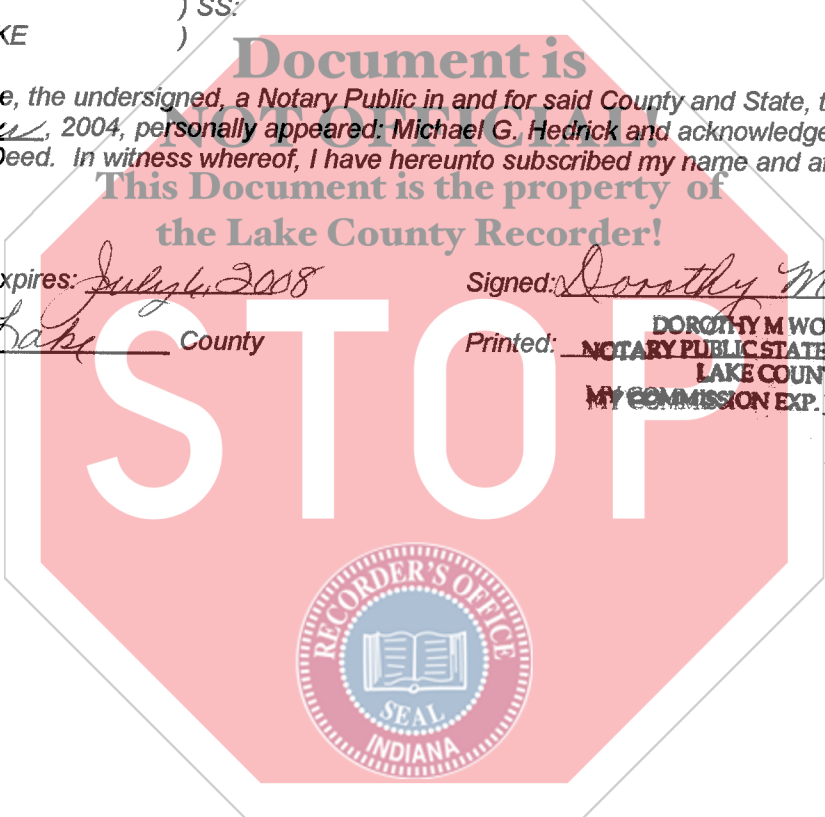 ) SS:
KE )
Document is
e, the undersigned, a Notary Public in and for said County and State, t
, 2004, personally appeared: Michael G. Hedrick and acknowledge
NOT OFFICIAL!
Deed. In witness whereof, I have hereunto subscribed my name and af
This Document is the property of
the Lake County Recorder!
xpires: July 6, 2008 Signed: Dorothy M
Lake County Printed:
DOROTHY M WO
NOTARY PUBLIC STATE
LAKE COUN
MY COMMISSION EXP.
STOP
RECORDER'S OFFICE
SEAL
INDIANA